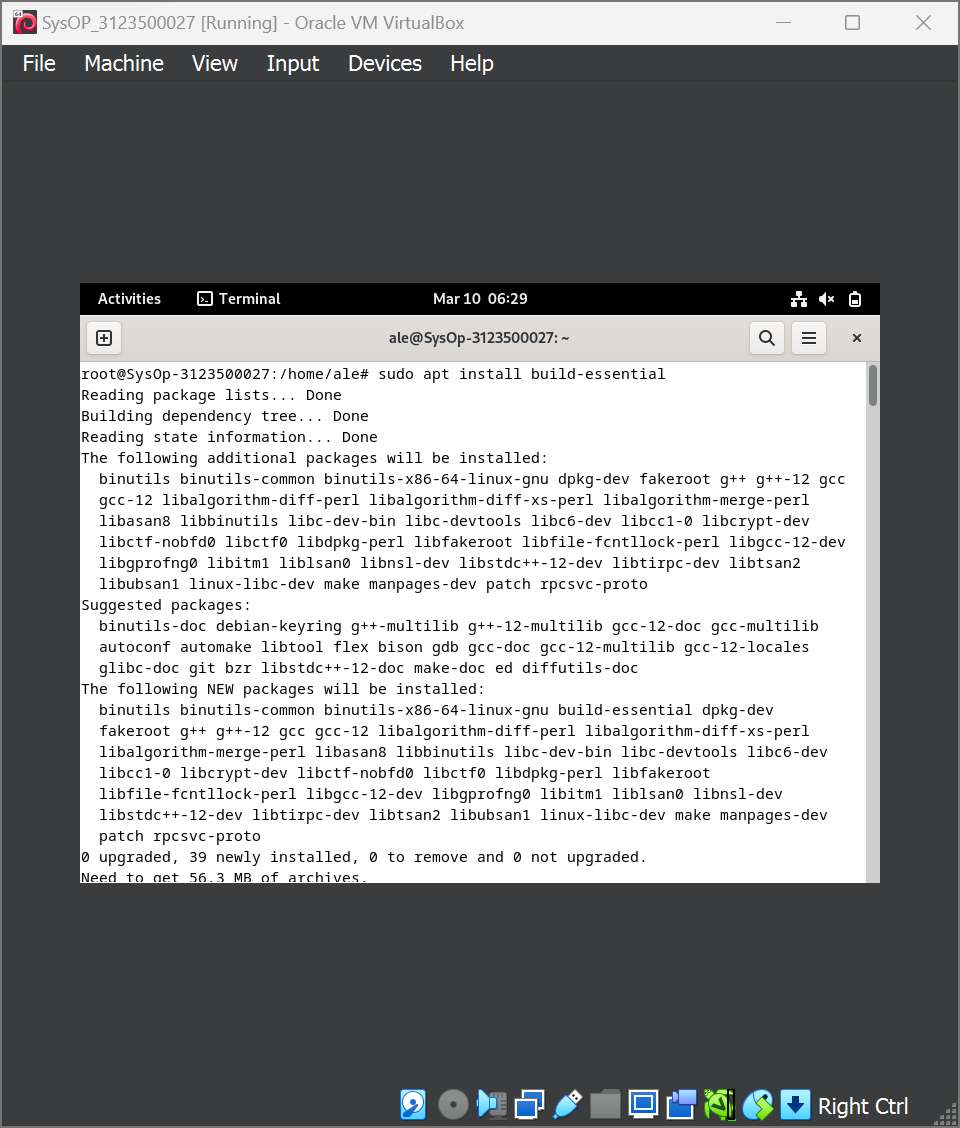 SysOP_3123500027 [Running] - Oracle VM VirtualBox
File Machine View Input Devices Help
Activities Terminal Mar 10 06:29
ale@SysOp-3123500027: ~
root@SysOp-3123500027:/home/ale# sudo apt install build-essential
Reading package lists... Done
Building dependency tree... Done
Reading state information... Done
The following additional packages will be installed:
  binutils binutils-common binutils-x86-64-linux-gnu dpkg-dev fakeroot g++ g++-12 gcc
  gcc-12 libalgorithm-diff-perl libalgorithm-diff-xs-perl libalgorithm-merge-perl
  libasan8 libbinutils libc-dev-bin libc-devtools libc6-dev libcc1-0 libcrypt-dev
  libctf-nobfd0 libctf0 libdpkg-perl libfakeroot libfile-fcntllock-perl libgcc-12-dev
  libgprofng0 libitm1 liblsan0 libnsl-dev libstdc++-12-dev libtirpc-dev libtsan2
  libubsan1 linux-libc-dev make manpages-dev patch rpcsvc-proto
Suggested packages:
  binutils-doc debian-keyring g++-multilib g++-12-multilib gcc-12-doc gcc-multilib
  autoconf automake libtool flex bison gdb gcc-doc gcc-12-multilib gcc-12-locales
  glibc-doc git bzr libstdc++-12-doc make-doc ed diffutils-doc
The following NEW packages will be installed:
  binutils binutils-common binutils-x86-64-linux-gnu build-essential dpkg-dev
  fakeroot g++ g++-12 gcc gcc-12 libalgorithm-diff-perl libalgorithm-diff-xs-perl
  libalgorithm-merge-perl libasan8 libbinutils libc-dev-bin libc-devtools libc6-dev
  libcc1-0 libcrypt-dev libctf-nobfd0 libctf0 libdpkg-perl libfakeroot
  libfile-fcntllock-perl libgcc-12-dev libgprofng0 libitm1 liblsan0 libnsl-dev
  libstdc++-12-dev libtirpc-dev libtsan2 libubsan1 linux-libc-dev make manpages-dev
  patch rpcsvc-proto
0 upgraded, 39 newly installed, 0 to remove and 0 not upgraded.
Need to get 56.3 MB of archives.
Right Ctrl